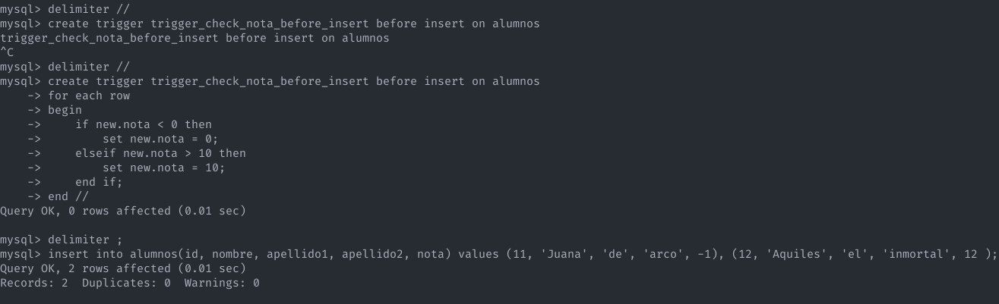 mysql> delimiter //
mysql> create trigger trigger_check_nota_before_insert before insert on alumnos
trigger_check_nota_before_insert before insert on alumnos
^C
mysql> delimiter //
mysql> create trigger trigger_check_nota_before_insert before insert on alumnos
    -> for each row
    -> begin
    ->     if new.nota < 0 then
    ->         set new.nota = 0;
    ->     elseif new.nota > 10 then
    ->         set new.nota = 10;
    ->     end if;
    -> end //
Query OK, 0 rows affected (0.01 sec)

mysql> delimiter ;
mysql> insert into alumnos(id, nombre, apellido1, apellido2, nota) values (11, 'Juana', 'de', 'arco', -1), (12, 'Aquiles', 'el', 'inmortal', 12 );
Query OK, 2 rows affected (0.01 sec)
Records: 2  Duplicates: 0  Warnings: 0